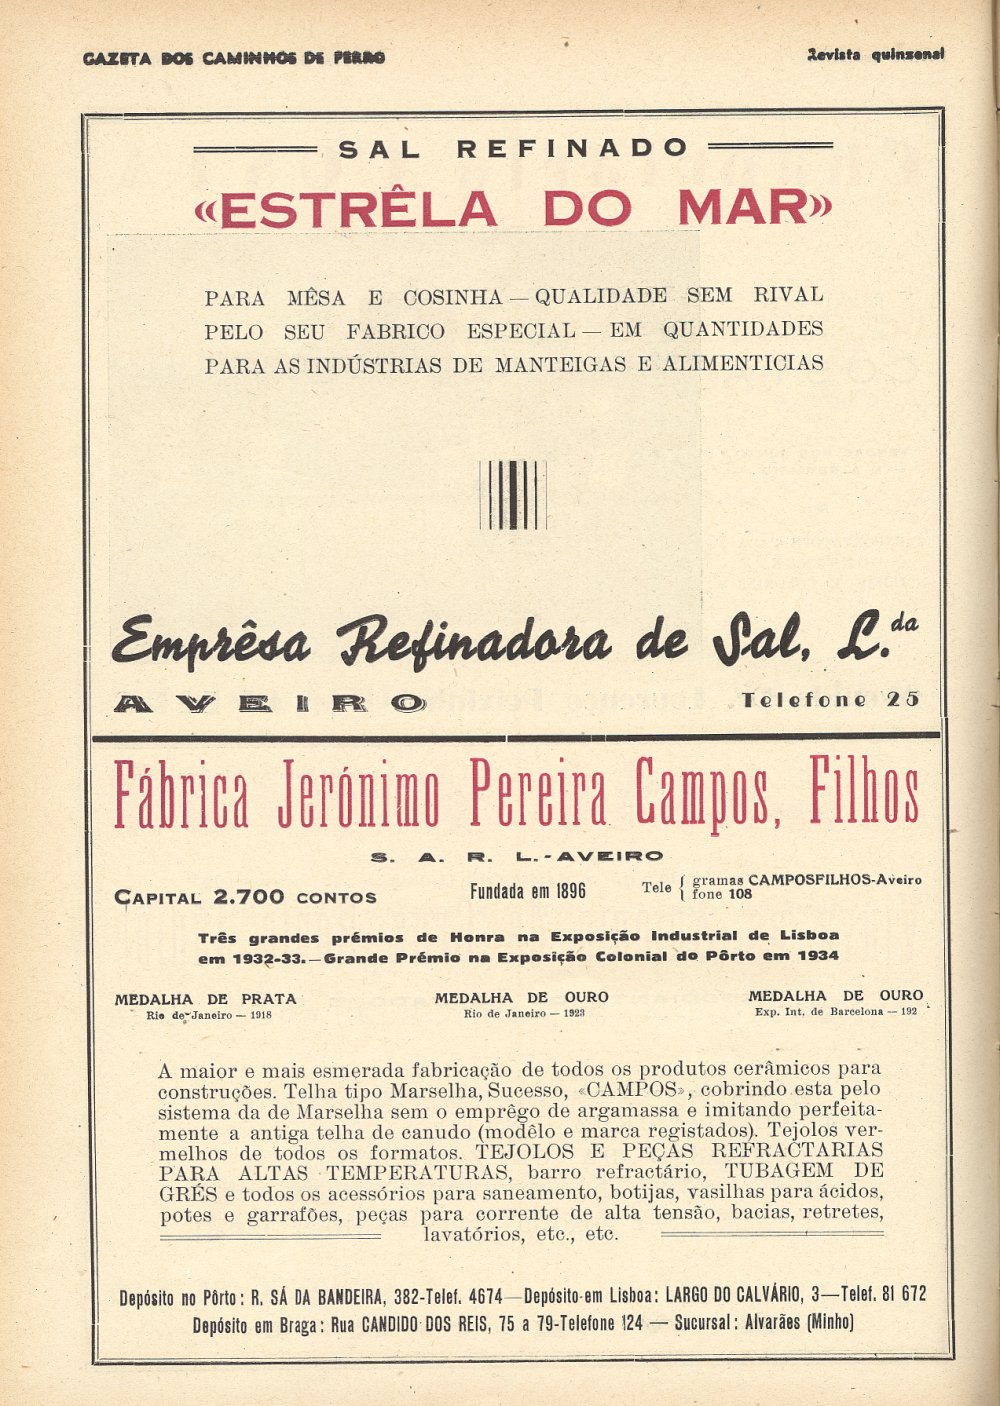 GAZETA DOS CAMINHOS DE FERRO
Revista quinzenal
SAL REFINADO
«ESTRÊLA DO MAR»
PARA MÊSA E COSINHA — QUALIDADE SEM RIVAL
PELO SEU FABRICO ESPECIAL — EM QUANTIDADES
PARA AS INDÚSTRIAS DE MANTEIGAS E ALIMENTICIAS
Emprêsa Refinadora de Sal, L.da
AVEIRO
Telefone 25
Fábrica Jerónimo Pereira Campos, Filhos
S. A. R. L.-AVEIRO
CAPITAL 2.700 CONTOS
Fundada em 1896
Tele { gramas CAMPOSFILHOS-Aveiro
fone 108
Três grandes prémios de Honra na Exposição Industrial de Lisboa
em 1932-33.—Grande Prémio na Exposição Colonial do Pôrto em 1934
MEDALHA DE PRATA
Rio de Janeiro — 1918
MEDALHA DE OURO
Rio de Janeiro — 1923
MEDALHA DE OURO
Exp. Int. de Barcelona — 192
A maior e mais esmerada fabricação de todos os produtos cerâmicos para
construções. Telha tipo Marselha, Sucesso, «CAMPOS», cobrindo esta pelo
sistema da de Marselha sem o emprêgo de argamassa e imitando perfeita-
mente a antiga telha de canudo (modêlo e marca registados). Tejolos ver-
melhos de todos os formatos. TEJOLOS E PEÇAS REFRACTARIAS
PARA ALTAS TEMPERATURAS, barro refractário, TUBAGEM DE
GRÉS e todos os acessórios para saneamento, botijas, vasilhas para ácidos,
potes e garrafões, peças para corrente de alta tensão, bacias, retretes,
lavatórios, etc., etc.
Depósito no Pôrto: R. SÁ DA BANDEIRA, 382-Telef. 4674—Depósito em Lisboa: LARGO DO CALVÁRIO, 3—Telef. 81 672
Depósito em Braga: Rua CANDIDO DOS REIS, 75 a 79-Telefone 124 — Sucursal: Alvarães (Minho)